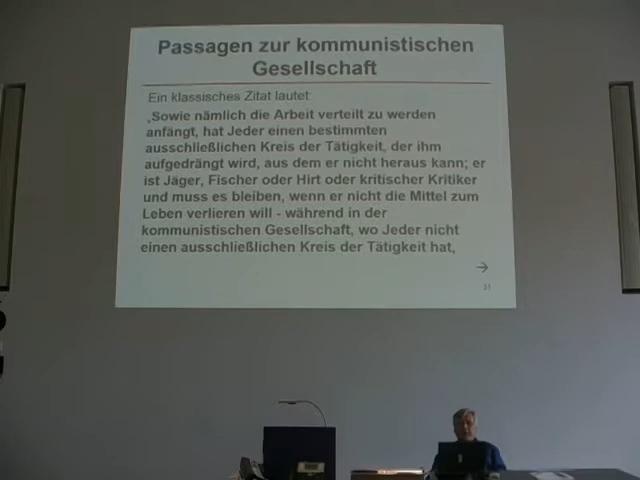 Passagen zur kommunistischen
Gesellschaft
Ein klassisches Zitat lautet:
„Sowie nämlich die Arbeit verteilt zu werden
anfängt, hat Jeder einen bestimmten
ausschließlichen Kreis der Tätigkeit, der ihm
aufgedrängt wird, aus dem er nicht heraus kann; er
ist Jäger, Fischer oder Hirt oder kritischer Kritiker
und muss es bleiben, wenn er nicht die Mittel zum
Leben verlieren will - während in der
kommunistischen Gesellschaft, wo Jeder nicht
einen ausschließlichen Kreis der Tätigkeit hat,
→
31